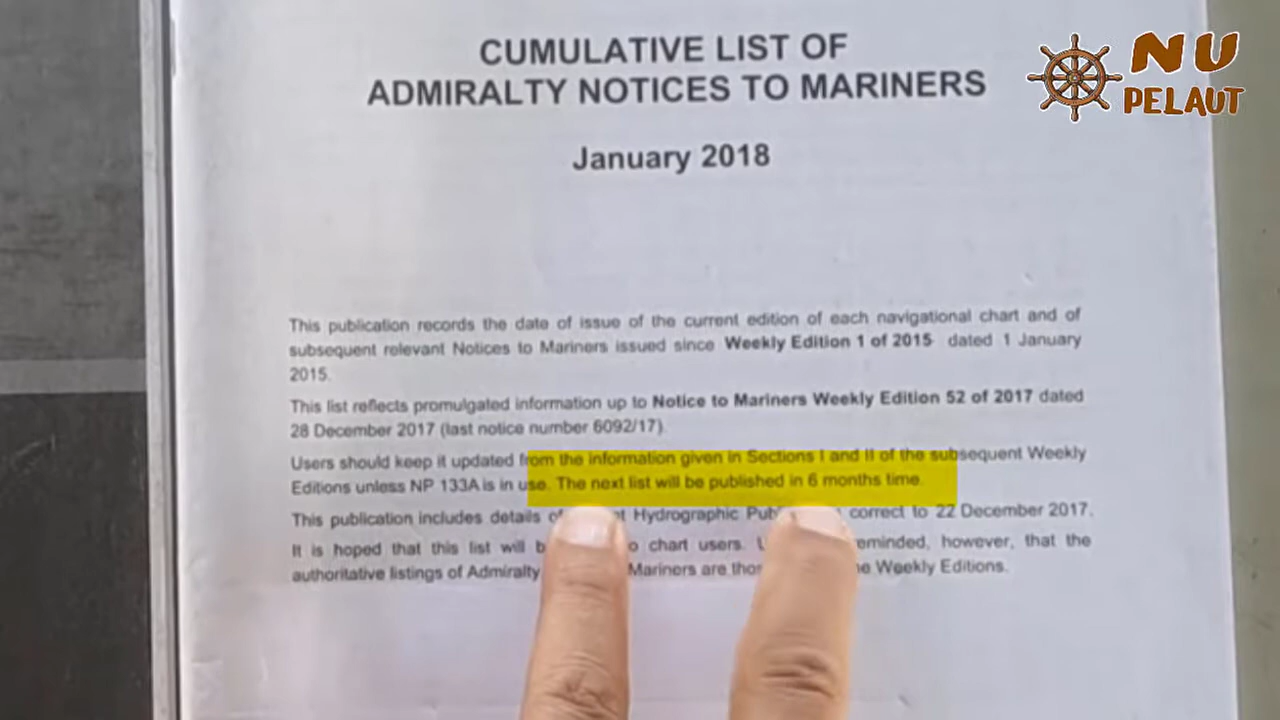 CUMULATIVE LIST OF
ADMIRALTY NOTICES TO MARINERS
January 2018
NU
PELAUT
This publication records the date of issue of the current edition of each navigational chart and of
subsequent relevant Notices to Mariners issued since Weekly Edition 1 of 2015 dated 1 January
2015.
This list reflects promulgated information up to Notice to Mariners Weekly Edition 52 of 2017 dated
28 December 2017 (last notice number 6092/17).
Users should keep it updated from the information given in Sections I and II of the subsequent Weekly
Editions unless NP 133A is in use. The next list will be published in 6 months time.
This publication includes details of Hydrographic correct to 22 December 2017.
It is hoped that this list will chart users. reminded, however, that the
authoritative listings of Admiralty Mariners are Weekly Editions.